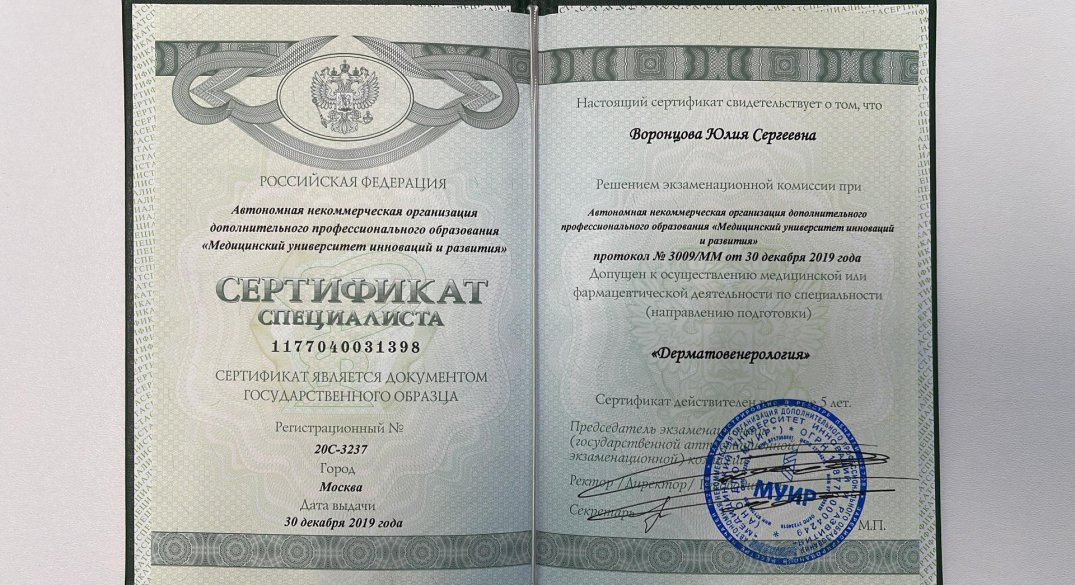 РОССИЙСКАЯ ФЕДЕРАЦИЯ
Автономная некоммерческая организация
дополнительного профессионального образования
«Медицинский университет инноваций и развития»
СЕРТИФИКАТ
СПЕЦИАЛИСТА
1177040031398
СЕРТИФИКАТ ЯВЛЯЕТСЯ ДОКУМЕНТОМ
ГОСУДАРСТВЕННОГО ОБРАЗЦА
Регистрационный №
20С-3237
Город
Москва
Дата выдачи
30 декабря 2019 года
Настоящий сертификат свидетельствует о том, что
Воронцова Юлия Сергеевна
Решением экзаменационной комиссии при
Автономная некоммерческая организация дополнительного
профессионального образования «Медицинский университет инноваций
и развития»
протокол № 3009/ММ от 30 декабря 2019 года
Допущен к осуществлению медицинской или
фармацевтической деятельности по специальности
(направлению подготовки)
«Дерматовенерология»
Сертификат действителен 5 лет.
Председатель
(государственной
экзаменационной)
Ректор /Директор/
Секретарь
МУИР
М.П.